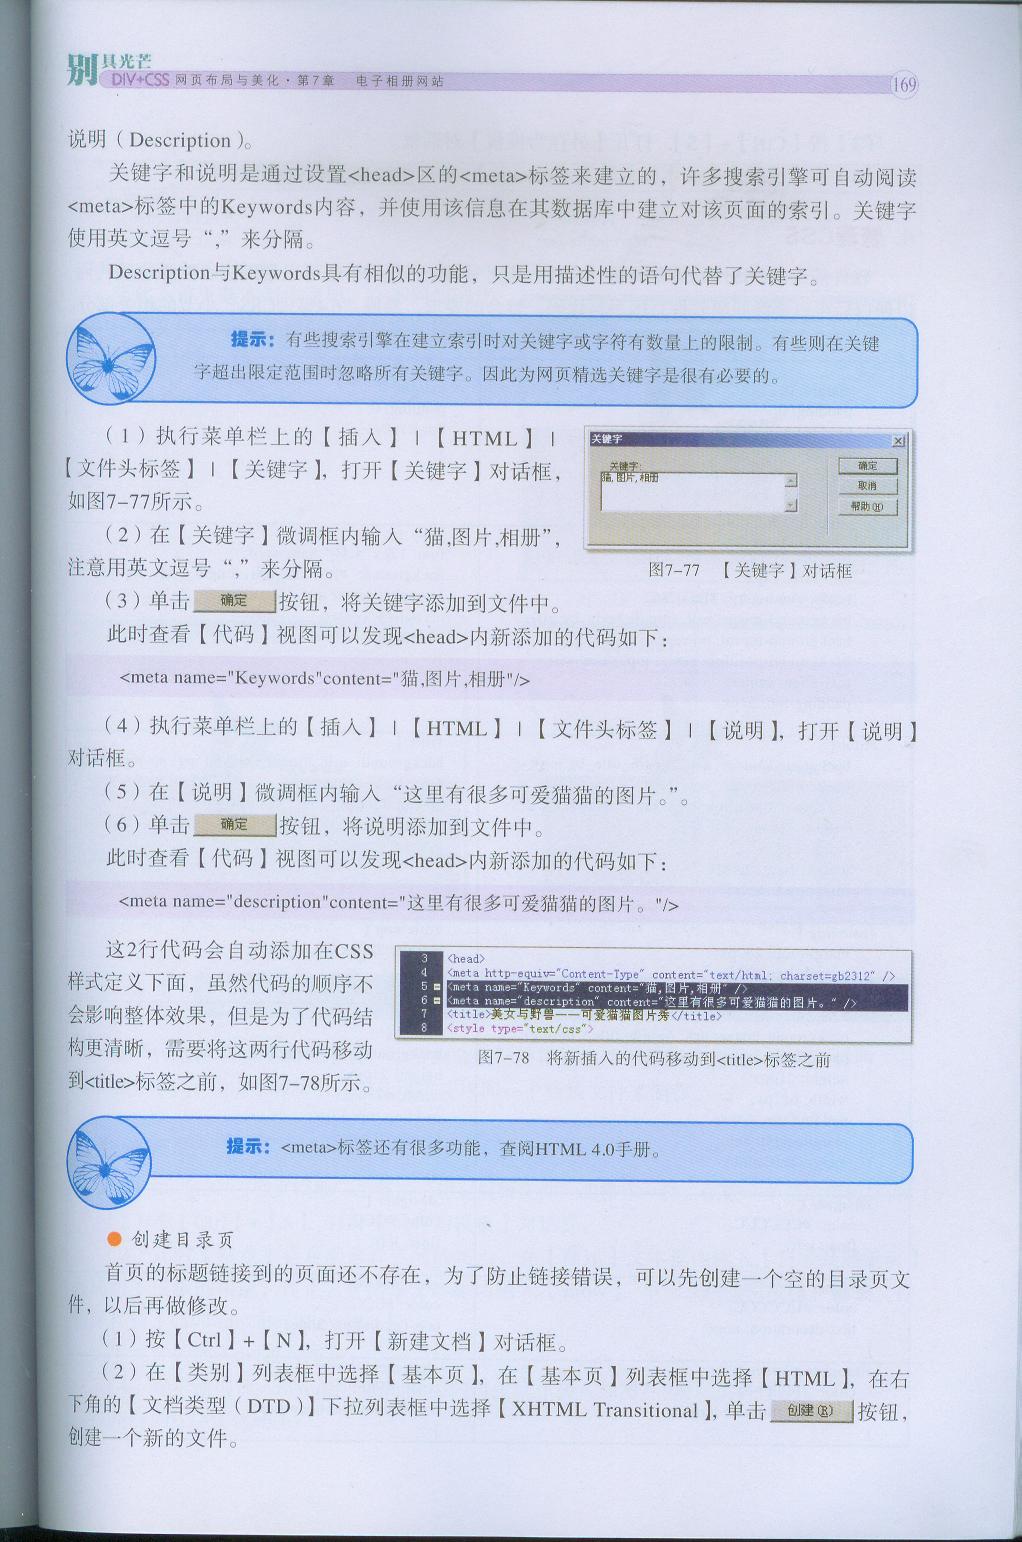 别具光芒
DIV+CSS 网页布局与美化·第7章 电子相册网站
169
说明（Description）。
关键字和说明是通过设置<head>区的<meta>标签来建立的，许多搜索引擎可自动阅读
<meta>标签中的Keywords内容，并使用该信息在其数据库中建立对该页面的索引。关键字
使用英文逗号“,”来分隔。
Description与Keywords具有相似的功能，只是用描述性的语句代替了关键字。
提示：有些搜索引擎在建立索引时对关键字或字符有数量上的限制。有些则在关键
字超出限定范围时忽略所有关键字。因此为网页精选关键字是很有必要的。
（1）执行菜单栏上的【插入】|【HTML】|
【文件头标签】|【关键字】，打开【关键字】对话框，
如图7-77所示。
（2）在【关键字】微调框内输入“猫,图片,相册”，
注意用英文逗号“,”来分隔。
关键字
关键字:
猫,图片,相册
确定
取消
帮助(H)
图7-77 【关键字】对话框
（3）单击 确定 按钮，将关键字添加到文件中。
此时查看【代码】视图可以发现<head>内新添加的代码如下：
<meta name="Keywords"content="猫,图片,相册"/>
（4）执行菜单栏上的【插入】|【HTML】|【文件头标签】|【说明】，打开【说明】
对话框。
（5）在【说明】微调框内输入“这里有很多可爱猫猫的图片。”。
（6）单击 确定 按钮，将说明添加到文件中。
此时查看【代码】视图可以发现<head>内新添加的代码如下：
<meta name="description"content="这里有很多可爱猫猫的图片。"/>
这2行代码会自动添加在CSS
样式定义下面，虽然代码的顺序不
会影响整体效果，但是为了代码结
构更清晰，需要将这两行代码移动
到<title>标签之前，如图7-78所示。
3 <head>
4 <meta http-equiv="Content-Type" content="text/html; charset=gb2312" />
5 <meta name="Keywords" content="猫,图片,相册" />
6 <meta name="description" content="这里有很多可爱猫猫的图片。" />
7 <title>美女与野兽——可爱猫猫图片秀</title>
8 <style type="text/css">
图7-78 将新插入的代码移动到<title>标签之前
提示：<meta>标签还有很多功能，查阅HTML 4.0手册。
● 创建目录页
首页的标题链接到的页面还不存在，为了防止链接错误，可以先创建一个空的目录页文
件，以后再做修改。
（1）按【Ctrl】+【N】，打开【新建文档】对话框。
（2）在【类别】列表框中选择【基本页】，在【基本页】列表框中选择【HTML】，在右
下角的【文档类型（DTD）】下拉列表框中选择【XHTML Transitional】，单击 创建(R) 按钮，
创建一个新的文件。